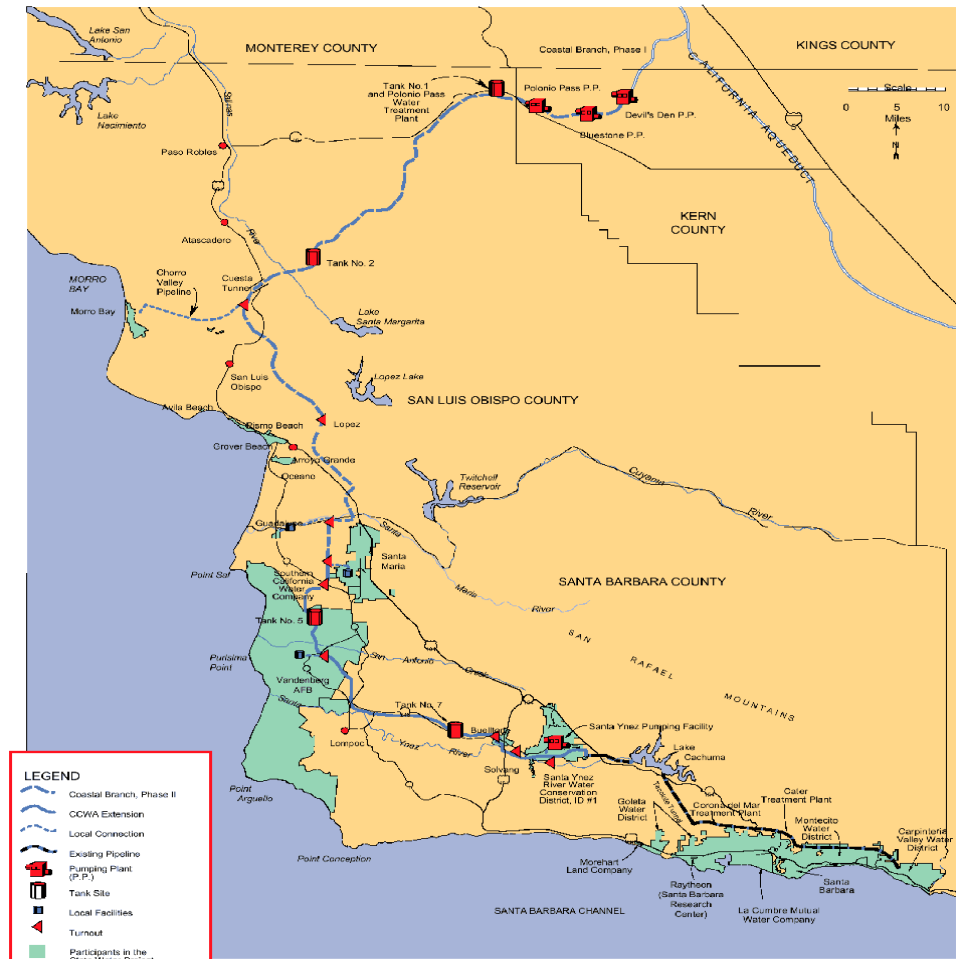 Lake San
Antonio
MONTEREY COUNTY
Coastal Branch, Phase I
KINGS COUNTY
CALIFORNIA AQUEDUCT
Scale
0 5 10
Miles
N
5
Tank No.1
and Polonio Pass
Water
Treatment
Plant
Polonio Pass P.P.
Devil's Den P.P.
Bluestone P.P.
Lake
Nacimiento
Salinas
River
Paso Robles
Atascadero
KERN
COUNTY
Tank No. 2
Cuesta
Tunnel
Chorro
Valley
Pipeline
MORRO
BAY
Morro Bay
Lake
Santa Margarita
San Luis
Obispo
Lopez Lake
SAN LUIS OBISPO COUNTY
Avila Beach
Pismo Beach
Lopez
Grover Beach
Arroyo Grande
Oceano
Twitchell
Reservoir
Cuyama
River
Guadalupe
Santa
Maria
River
Santa
Maria
Point Sal
Southern
California
Water
Company
SANTA BARBARA COUNTY
Tank No. 5
SAN
RAFAEL
MOUNTAINS
Purisima
Point
San
Antonio
Creek
Vandenberg
AFB
Santa
Ynez
River
Tank No. 7
Buellton
Santa Ynez Pumping Facility
Lompoc
Solvang
Lake
Cachuma
Santa Ynez
River Water
Conservation
District, ID #1
Tecolote Tunnel
Goleta
Water
District
Corona del Mar
Treatment Plant
Cater
Treatment Plant
Montecito
Water
District
Carpinteria
Valley Water
District
Point
Arguello
Point Conception
Morehart
Land Company
Raytheon
(Santa Barbara
Research
Center)
La Cumbre Mutual
Water Company
Santa
Barbara
SANTA BARBARA CHANNEL
LEGEND
Coastal Branch, Phase II
CCWA Extension
Local Connection
Existing Pipeline
Pumping Plant
(P.P.)
Tank Site
Local Facilities
Turnout
Participants in the
State Water Project